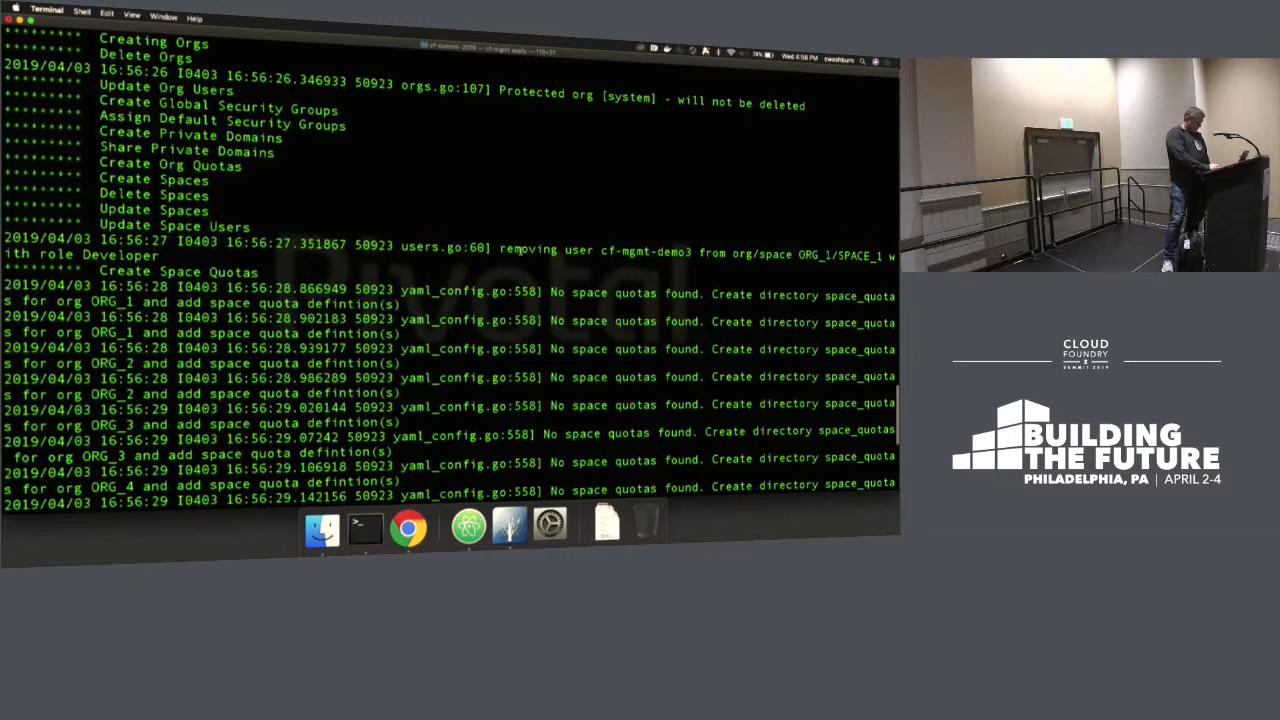 Terminal Shell Edit View Window Help
cf-summit-2019 — cf-mgmt apply — 119×31
74% Wed 4:56 PM cwashburn
********* Creating Orgs
********* Delete Orgs
2019/04/03 16:56:26 I0403 16:56:26.346933 50923 orgs.go:107] Protected org [system] - will not be deleted
********* Update Org Users
********* Create Global Security Groups
********* Assign Default Security Groups
********* Create Private Domains
********* Share Private Domains
********* Create Org Quotas
********* Create Spaces
********* Delete Spaces
********* Update Spaces
********* Update Space Users
2019/04/03 16:56:27 I0403 16:56:27.351867 50923 users.go:60] removing user cf-mgmt-demo3 from org/space ORG_1/SPACE_1 w
ith role Developer
********* Create Space Quotas
2019/04/03 16:56:28 I0403 16:56:28.866949 50923 yaml_config.go:558] No space quotas found. Create directory space_quota
s for org ORG_1 and add space quota defintion(s)
2019/04/03 16:56:28 I0403 16:56:28.902183 50923 yaml_config.go:558] No space quotas found. Create directory space_quota
s for org ORG_1 and add space quota defintion(s)
2019/04/03 16:56:28 I0403 16:56:28.939177 50923 yaml_config.go:558] No space quotas found. Create directory space_quota
s for org ORG_2 and add space quota defintion(s)
2019/04/03 16:56:28 I0403 16:56:28.986289 50923 yaml_config.go:558] No space quotas found. Create directory space_quota
s for org ORG_2 and add space quota defintion(s)
2019/04/03 16:56:29 I0403 16:56:29.020144 50923 yaml_config.go:558] No space quotas found. Create directory space_quota
s for org ORG_3 and add space quota defintion(s)
2019/04/03 16:56:29 I0403 16:56:29.07242 50923 yaml_config.go:558] No space quotas found. Create directory space_quotas
for org ORG_3 and add space quota defintion(s)
2019/04/03 16:56:29 I0403 16:56:29.106918 50923 yaml_config.go:558] No space quotas found. Create directory space_quota
s for org ORG_4 and add space quota defintion(s)
2019/04/03 16:56:29 I0403 16:56:29.142156 50923 yaml_config.go:558] No space quotas found. Create directory space_quota
Pivotal
CLOUD
FOUNDRY
SUMMIT 2019
BUILDING
THE FUTURE
PHILADELPHIA, PA | APRIL 2-4